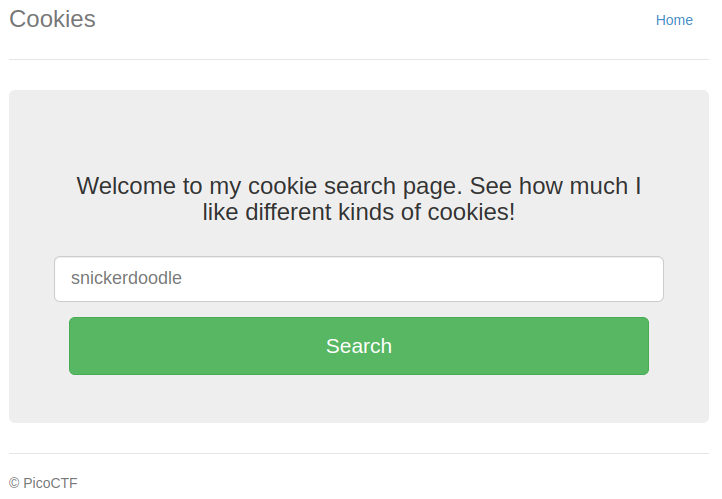 Cookies
Home
Welcome to my cookie search page. See how much I
like different kinds of cookies!
snickerdoodle
Search
© PicoCTF